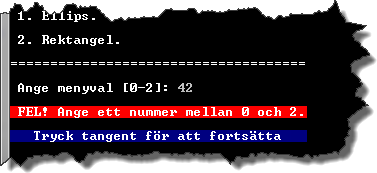 1. Ellips.
2. Rektangel.
====================================
Ange menyval [0-2]: 42
FEL! Ange ett nummer mellan 0 och 2.
Tryck tangent för att fortsätta